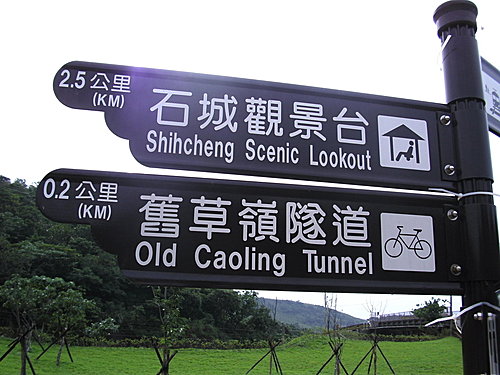 2.5公里
(KM)
石城觀景台
Shihcheng Scenic Lookout
0.2公里
(KM)
舊草嶺隧道
Old Caoling Tunnel